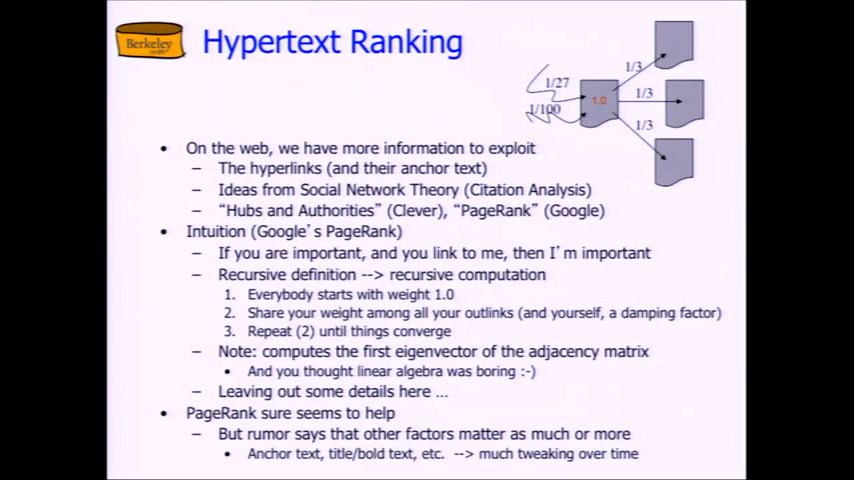 Berkeley
Hypertext Ranking
1/27
1/100
1.0
1/3
1/3
1/3
• On the web, we have more information to exploit
– The hyperlinks (and their anchor text)
– Ideas from Social Network Theory (Citation Analysis)
– “Hubs and Authorities” (Clever), “PageRank” (Google)
• Intuition (Google’s PageRank)
– If you are important, and you link to me, then I’m important
– Recursive definition --> recursive computation
1. Everybody starts with weight 1.0
2. Share your weight among all your outlinks (and yourself, a damping factor)
3. Repeat (2) until things converge
– Note: computes the first eigenvector of the adjacency matrix
• And you thought linear algebra was boring :-)
– Leaving out some details here …
• PageRank sure seems to help
– But rumor says that other factors matter as much or more
• Anchor text, title/bold text, etc. --> much tweaking over time